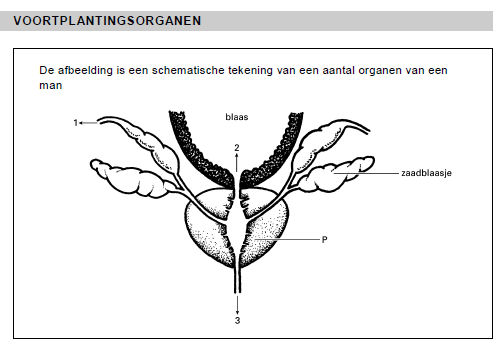 VOORTPLANTINGSORGANEN
De afbeelding is een schematische tekening van een aantal organen van een
man
blaas
1
2
zaadblaasje
P
3